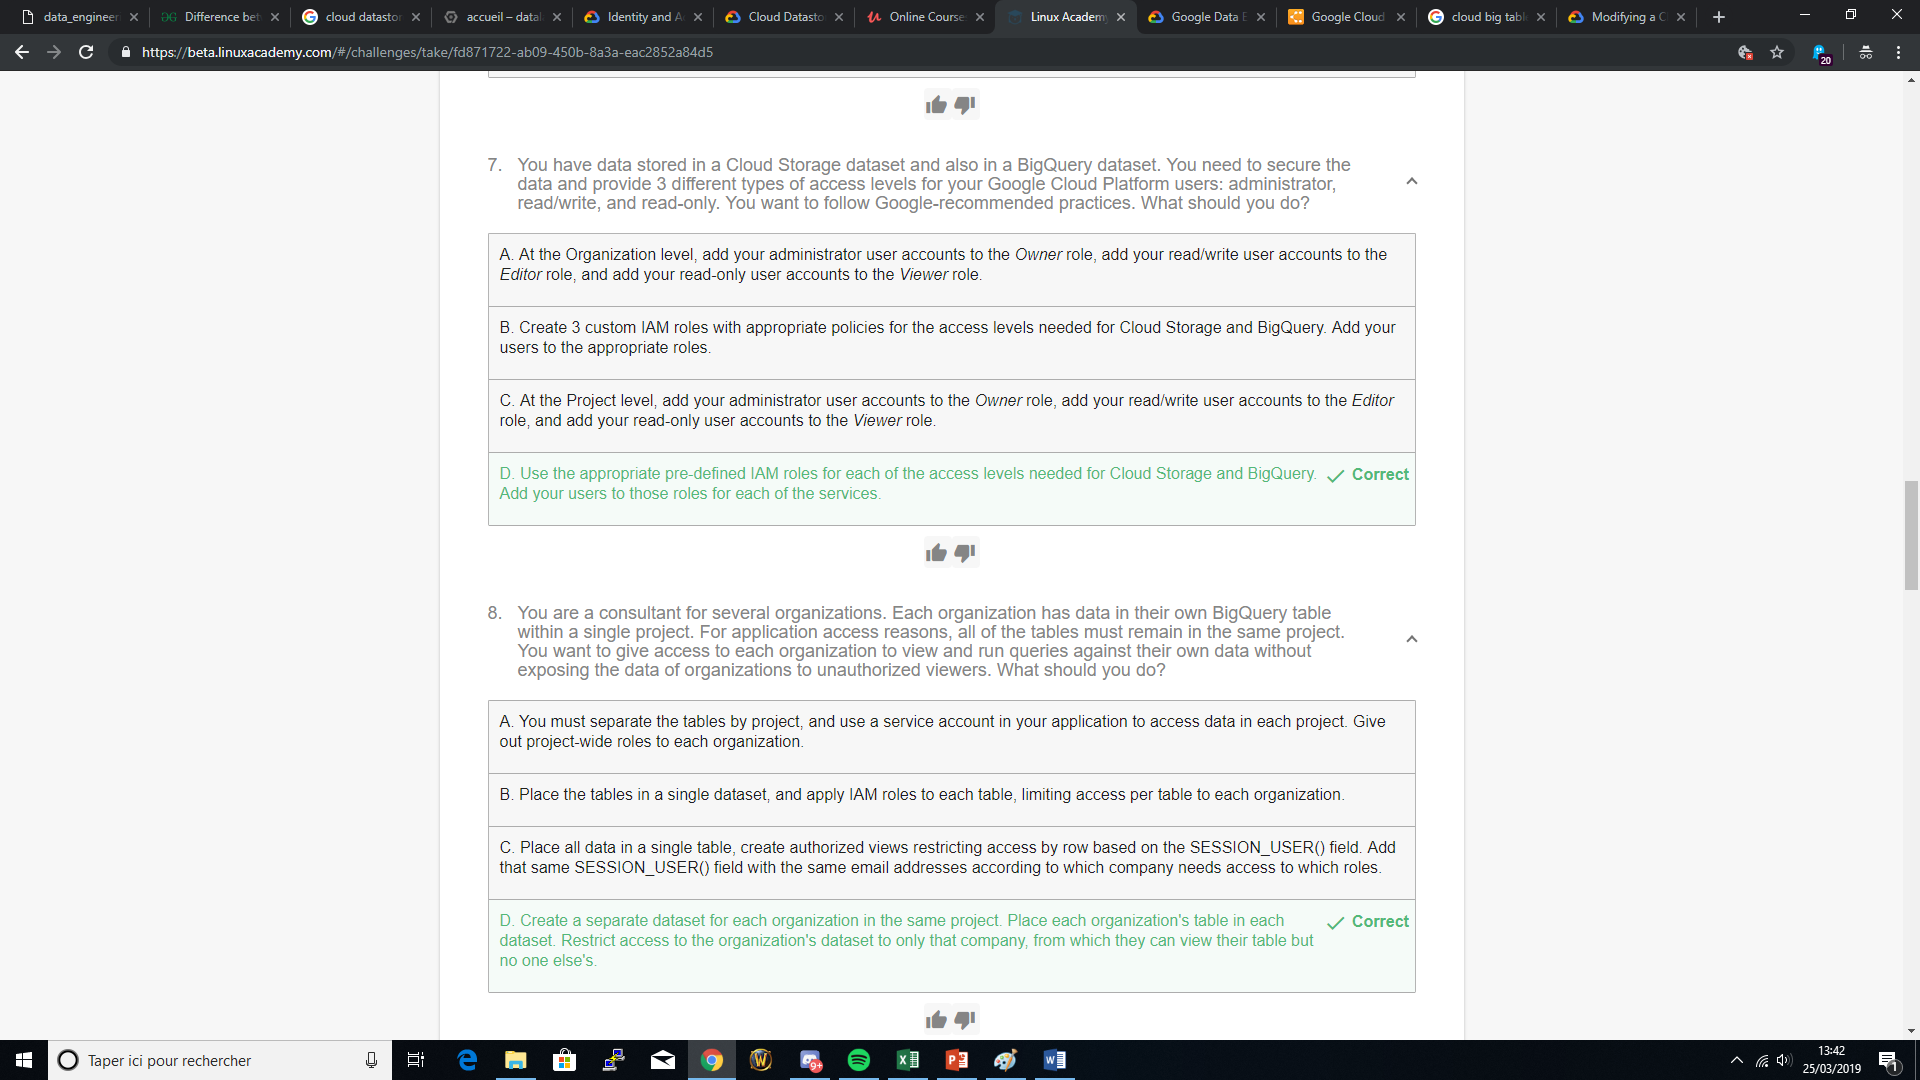 data_engineer
Difference bet
cloud datastor
accueil – data
Identity and A
Cloud Datasto
Online Course
Linux Academy
Google Data E
Google Cloud
cloud big tabl
Modifying a C
https://beta.linuxacademy.com/#/challenges/take/fd871722-ab09-450b-8a3a-eac2852a84d5
20
7. You have data stored in a Cloud Storage dataset and also in a BigQuery dataset. You need to secure the
data and provide 3 different types of access levels for your Google Cloud Platform users: administrator,
read/write, and read-only. You want to follow Google-recommended practices. What should you do?
A. At the Organization level, add your administrator user accounts to the Owner role, add your read/write user accounts to the
Editor role, and add your read-only user accounts to the Viewer role.
B. Create 3 custom IAM roles with appropriate policies for the access levels needed for Cloud Storage and BigQuery. Add your
users to the appropriate roles.
C. At the Project level, add your administrator user accounts to the Owner role, add your read/write user accounts to the Editor
role, and add your read-only user accounts to the Viewer role.
D. Use the appropriate pre-defined IAM roles for each of the access levels needed for Cloud Storage and BigQuery. Correct
Add your users to those roles for each of the services.
8. You are a consultant for several organizations. Each organization has data in their own BigQuery table
within a single project. For application access reasons, all of the tables must remain in the same project.
You want to give access to each organization to view and run queries against their own data without
exposing the data of organizations to unauthorized viewers. What should you do?
A. You must separate the tables by project, and use a service account in your application to access data in each project. Give
out project-wide roles to each organization.
B. Place the tables in a single dataset, and apply IAM roles to each table, limiting access per table to each organization.
C. Place all data in a single table, create authorized views restricting access by row based on the SESSION_USER() field. Add
that same SESSION_USER() field with the same email addresses according to which company needs access to which roles.
D. Create a separate dataset for each organization in the same project. Place each organization's table in each Correct
dataset. Restrict access to the organization's dataset to only that company, from which they can view their table but
no one else's.
Taper ici pour rechercher
9+
13:42
25/03/2019
1